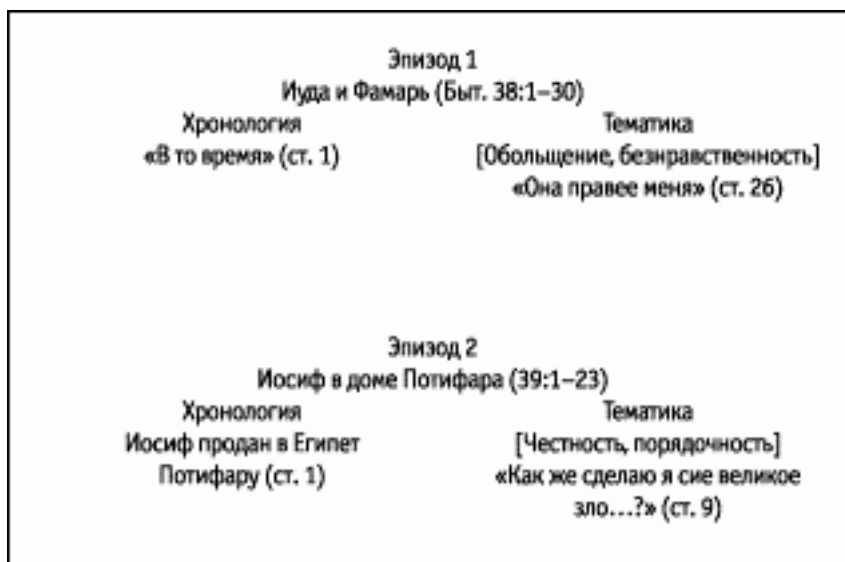 Эпизод 1
Иуда и Фамарь (Быт. 38:1–30)
Хронология
«В то время» (ст. 1)
Тематика
[Обольщение, безнравственность]
«Она правее меня» (ст. 26)
Эпизод 2
Иосиф в доме Потифара (39:1–23)
Хронология
Иосиф продан в Египет
Потифару (ст. 1)
Тематика
[Честность, порядочность]
«Как же сделаю я сие великое
зло…?» (ст. 9)